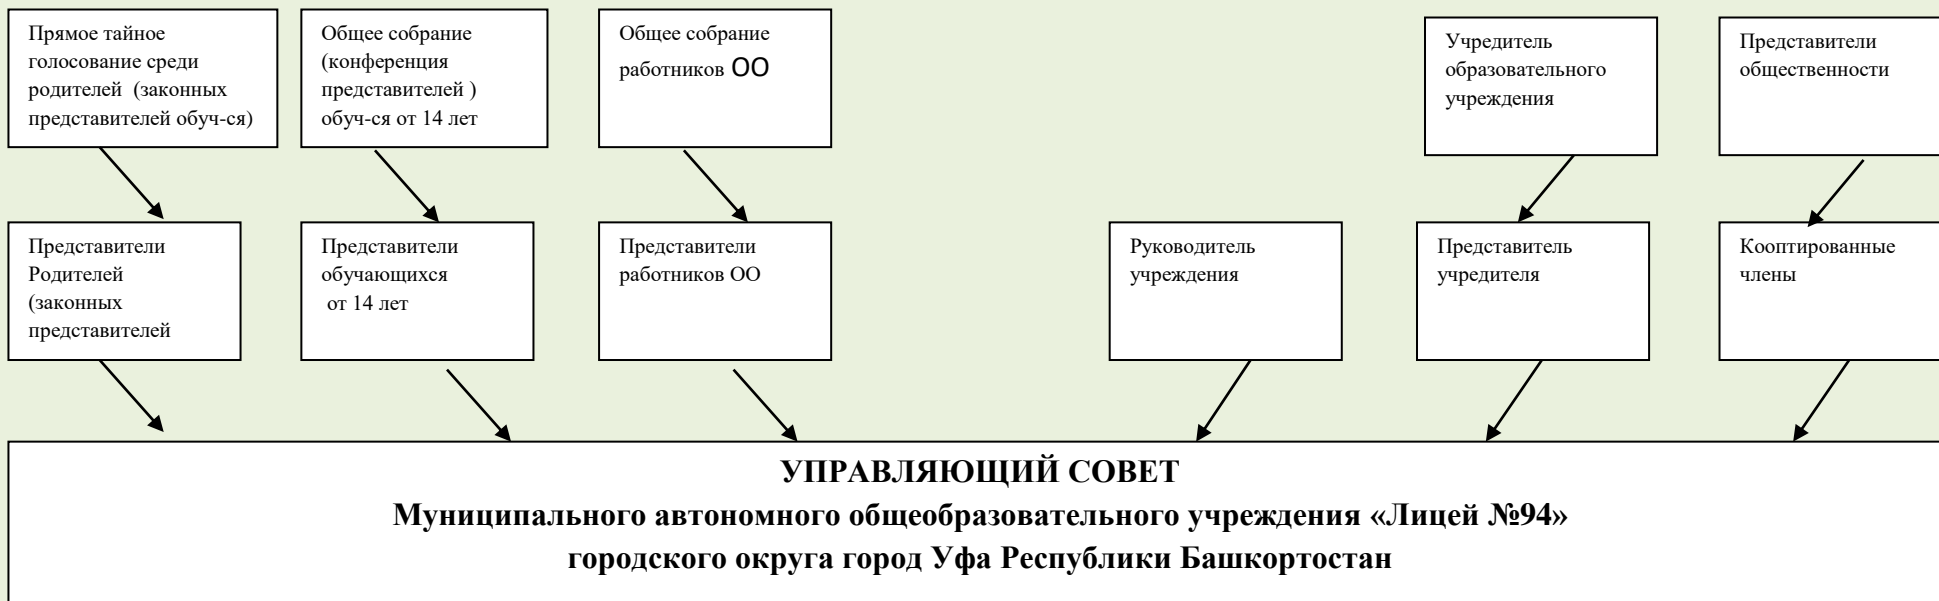 Прямое тайное
голосование среди
родителей (законных
представителей обуч-ся)
Общее собрание
(конференция
представителей )
обуч-ся от 14 лет
Общее собрание
работников ОО
Учредитель
образовательного
учреждения
Представители
общественности
Представители
Родителей
(законных
представителей
Представители
обучающихся
от 14 лет
Представители
работников ОО
Руководитель
учреждения
Представитель
учредителя
Кооптированные
члены
УПРАВЛЯЮЩИЙ СОВЕТ
Муниципального автономного общеобразовательного учреждения «Лицей №94»
городского округа город Уфа Республики Башкортостан